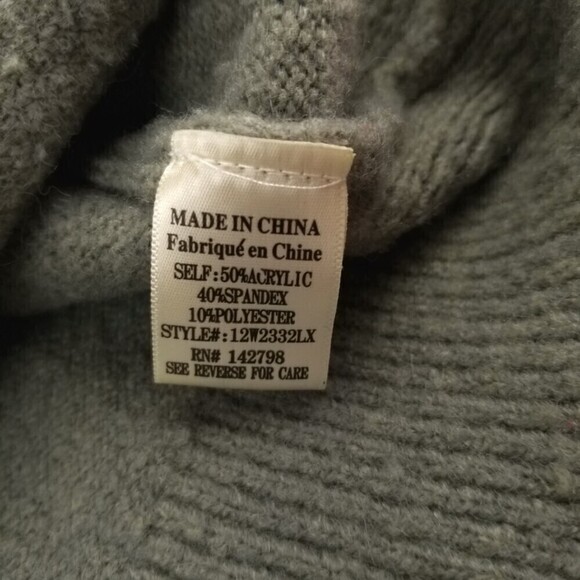 MADE IN CHINA
Fabriqué en Chine
SELF:50%ACRYLIC
40%SPANDEX
10%POLYESTER
STYLE#:12W2332LX
RN# 142798
SEE REVERSE FOR CARE